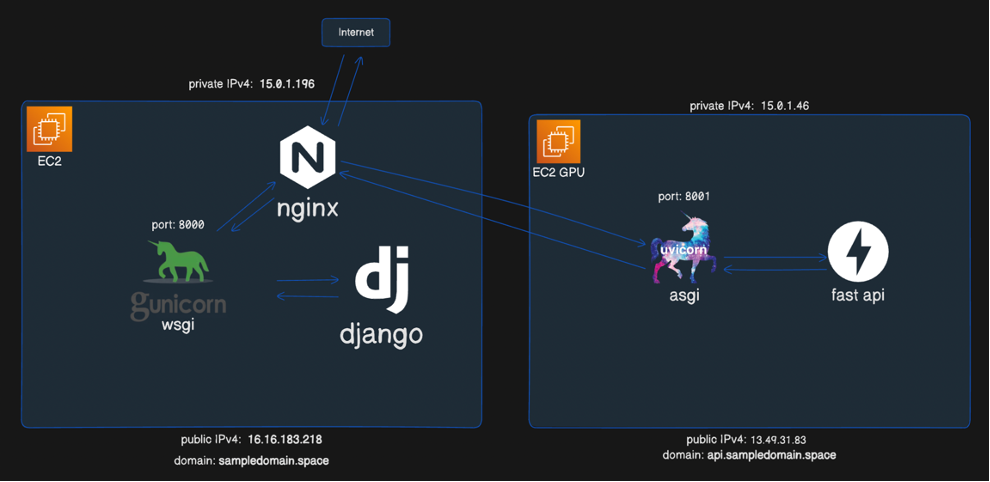 Internet
private IPv4: 15.0.1.196
private IPv4: 15.0.1.46
EC2
EC2 GPU
N
nginx
port: 8000
gunicorn
wsgi
dj
django
port: 8001
uvicorn
asgi
fast api
public IPv4: 16.16.183.218
domain: sampledomain.space
public IPv4: 13.49.31.83
domain: api.sampledomain.space